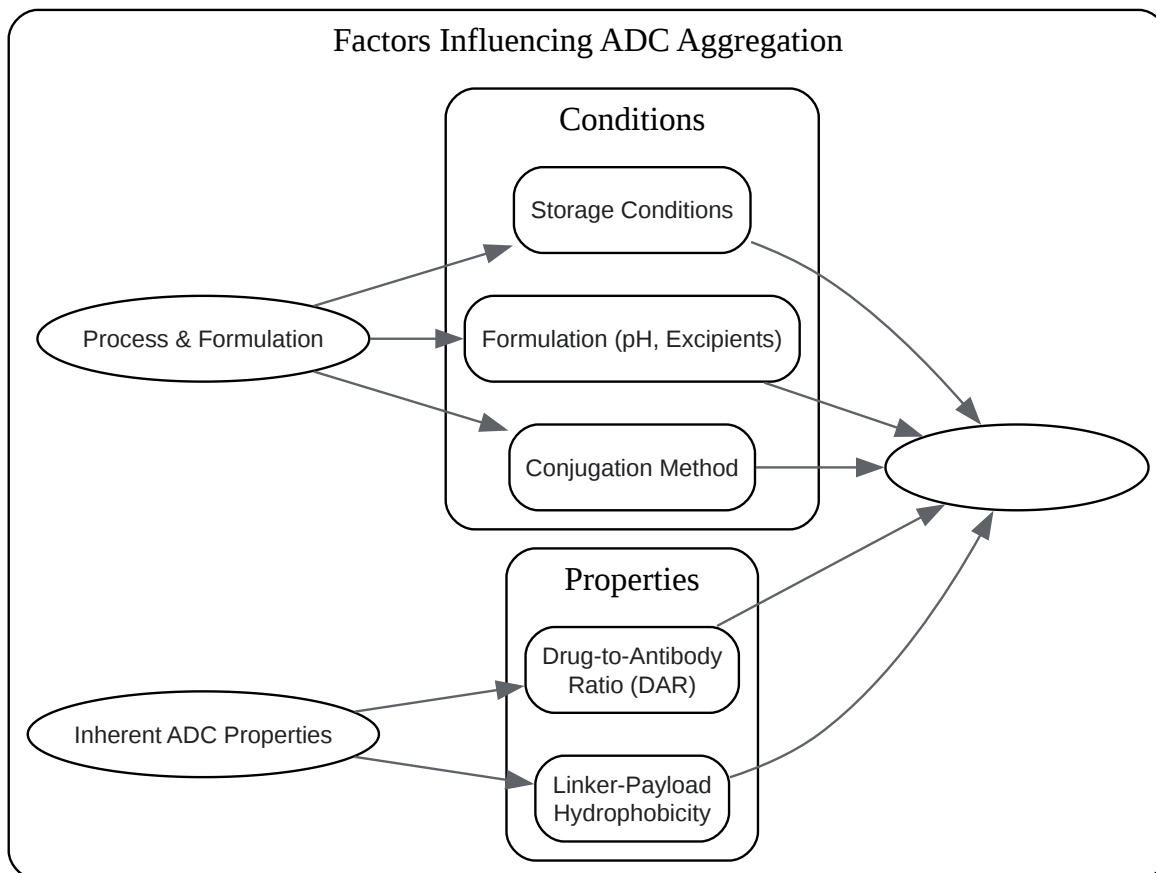 Factors Influencing ADC Aggregation
Conditions
Storage Conditions
Process & Formulation
Formulation (pH, Excipients)
Conjugation Method
Properties
Drug-to-Antibody
Ratio (DAR)
Inherent ADC Properties
Linker-Payload
Hydrophobicity